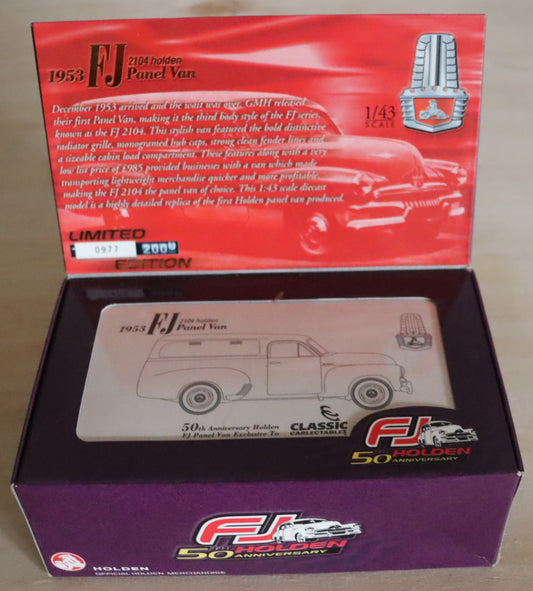 1953 FJ 2104 holden Panel Van
December 1953 arrived and the wait was over. GMH released
their first Panel Van, making it the third body style of the FJ series,
known as the FJ 2104. This stylish van featured the bold distinctive
radiator grille, monogramed hub caps, strong clean fender lines and
a sizeable cabin load compartment. These features along with a very
low list price of £985 provided businesses with a van which made
transporting lightweight merchandise quicker and more profitable,
making the FJ 2104 the panel van of choice. This 1:43 scale diecast
model is a highly detailed replica of the first Holden panel van produced.
1/43
SCALE
LIMITED
0977 2000
EDITION
1953 FJ 2104 holden Panel Van
50th Anniversary Holden
FJ Panel Van Exclusive To
CLASSIC
CARLECTABLES
FJ
HOLDEN
50 ANNIVERSARY
FJ
HOLDEN
50 ANNIVERSARY
HOLDEN
OFFICIAL HOLDEN MERCHANDISE